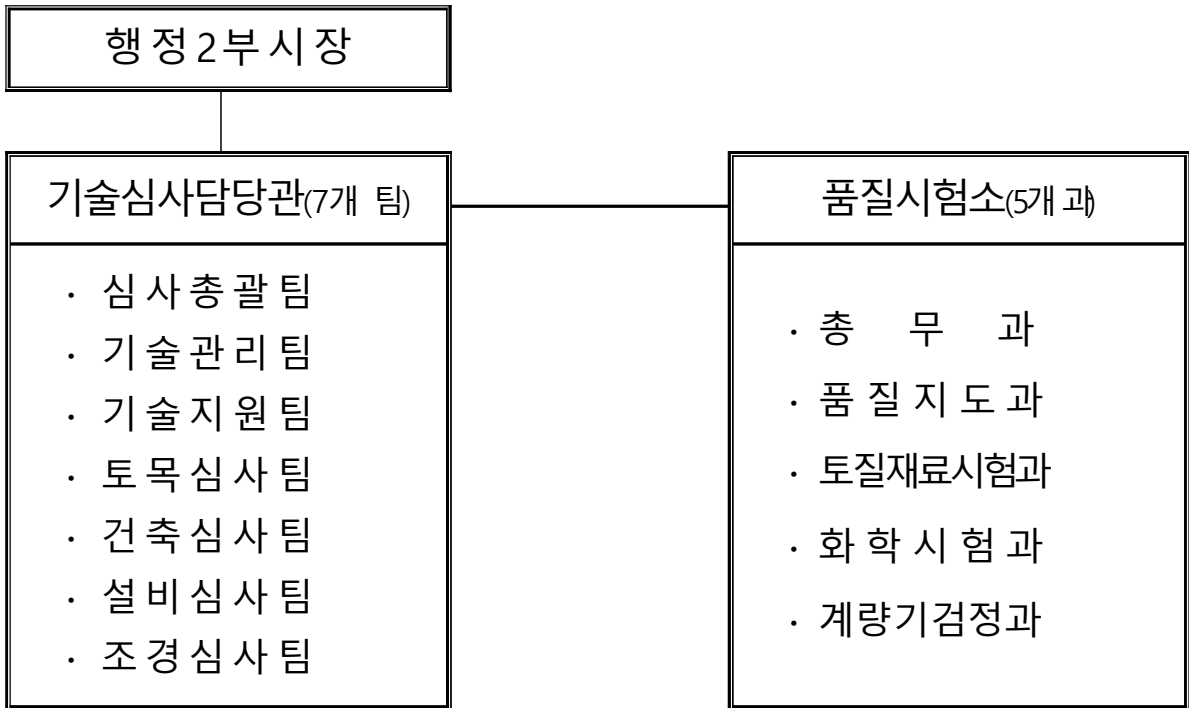 행정2부시장
기술심사담당관(7개 팀)
· 심사총괄팀
· 기술관리팀
· 기술지원팀
· 토목심사팀
· 건축심사팀
· 설비심사팀
· 조경심사팀
품질시험소(5개 과)
· 총 무 과
· 품질지도과
· 토질재료시험과
· 화학시험과
· 계량기검정과